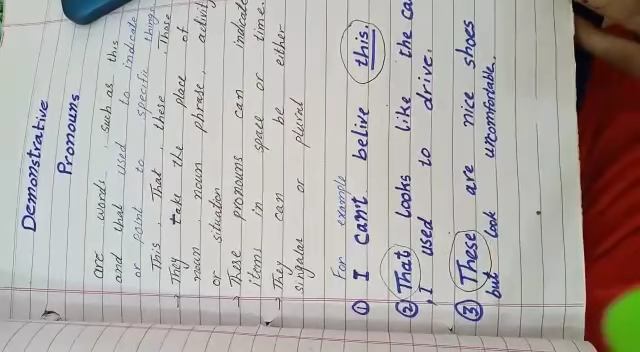 Demonstrative
Pronouns
are words, such as this
and that used to indicate
or point to specific things
This, That, these, Those
→ They take the place of
noun, noun phrase, activity
or situation
→ These pronouns can indicate
items in space or time.
→ They can be either
singular or plural
For example
① I can't belive this.
② That looks like the ca
, I used to drive.
③ These are nice shoes
but look uncomfortable.